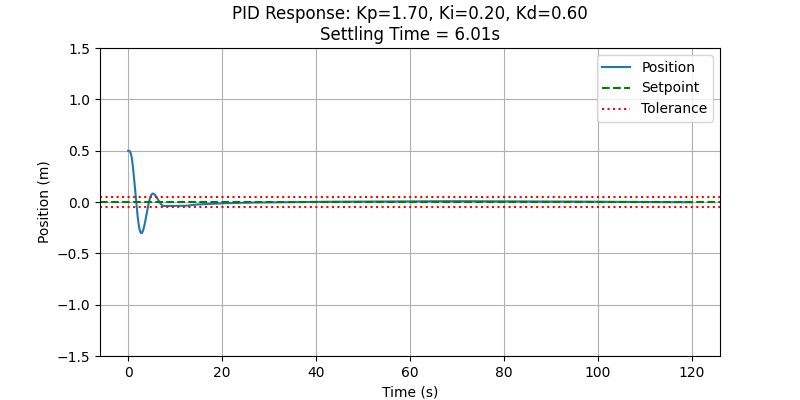 PID Response: Kp=1.70, Ki=0.20, Kd=0.60
Settling Time = 6.01s
1.5
1.0
0.5
0.0
−0.5
−1.0
−1.5
Position (m)
Position
Setpoint
Tolerance
0
20
40
60
80
100
120
Time (s)